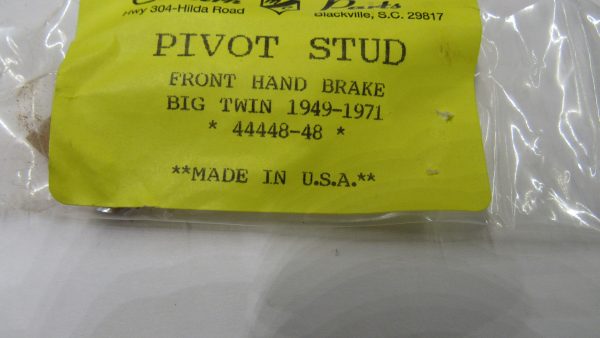 Parts
Hwy 304-Hilda Road Blackville, S.C. 29817
PIVOT STUD
FRONT HAND BRAKE
BIG TWIN 1949-1971
* 44448-48 *
**MADE IN U.S.A.**